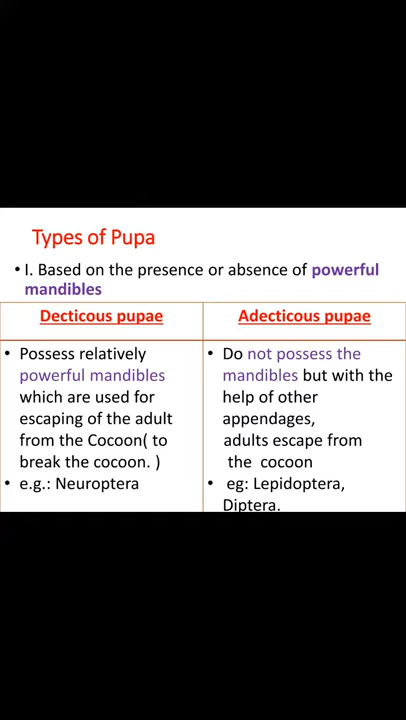 Types of Pupa
• I. Based on the presence or absence of powerful
mandibles
Decticous pupae
• Possess relatively
powerful mandibles
which are used for
escaping of the adult
from the Cocoon( to
break the cocoon. )
• e.g.: Neuroptera
Adecticous pupae
• Do not possess the
mandibles but with the
help of other
appendages,
adults escape from
the cocoon
• eg: Lepidoptera,
Diptera.